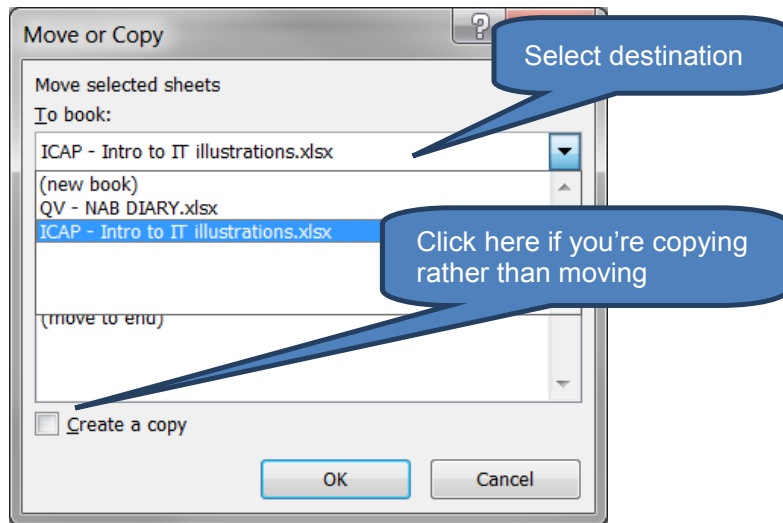 Move or Copy
?
Select destination
Move selected sheets
To book:
ICAP - Intro to IT illustrations.xlsx
(new book)
QV - NAB DIARY.xlsx
ICAP - Intro to IT illustrations.xlsx
Click here if you’re copying
rather than moving
(move to end)
Create a copy
OK
Cancel